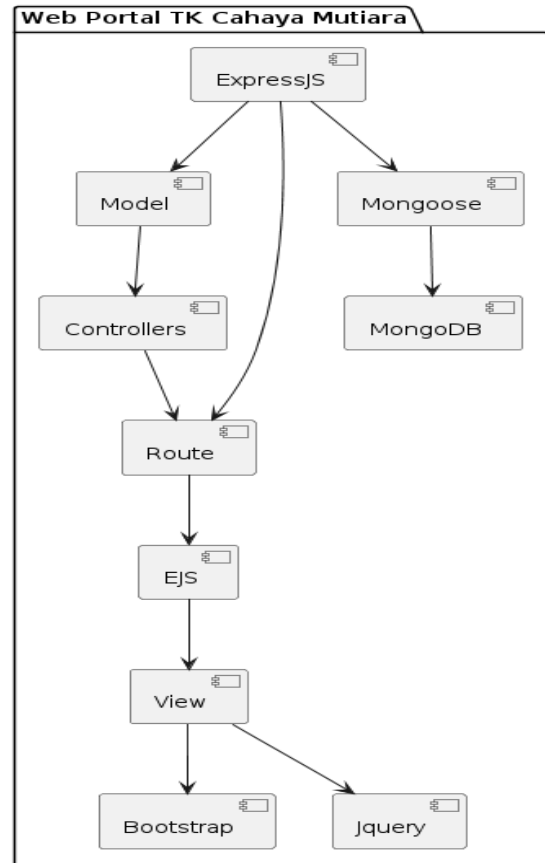 Web Portal TK Cahaya Mutiara
ExpressJS
Model
Mongoose
Controllers
MongoDB
Route
EJS
View
Bootstrap
Jquery